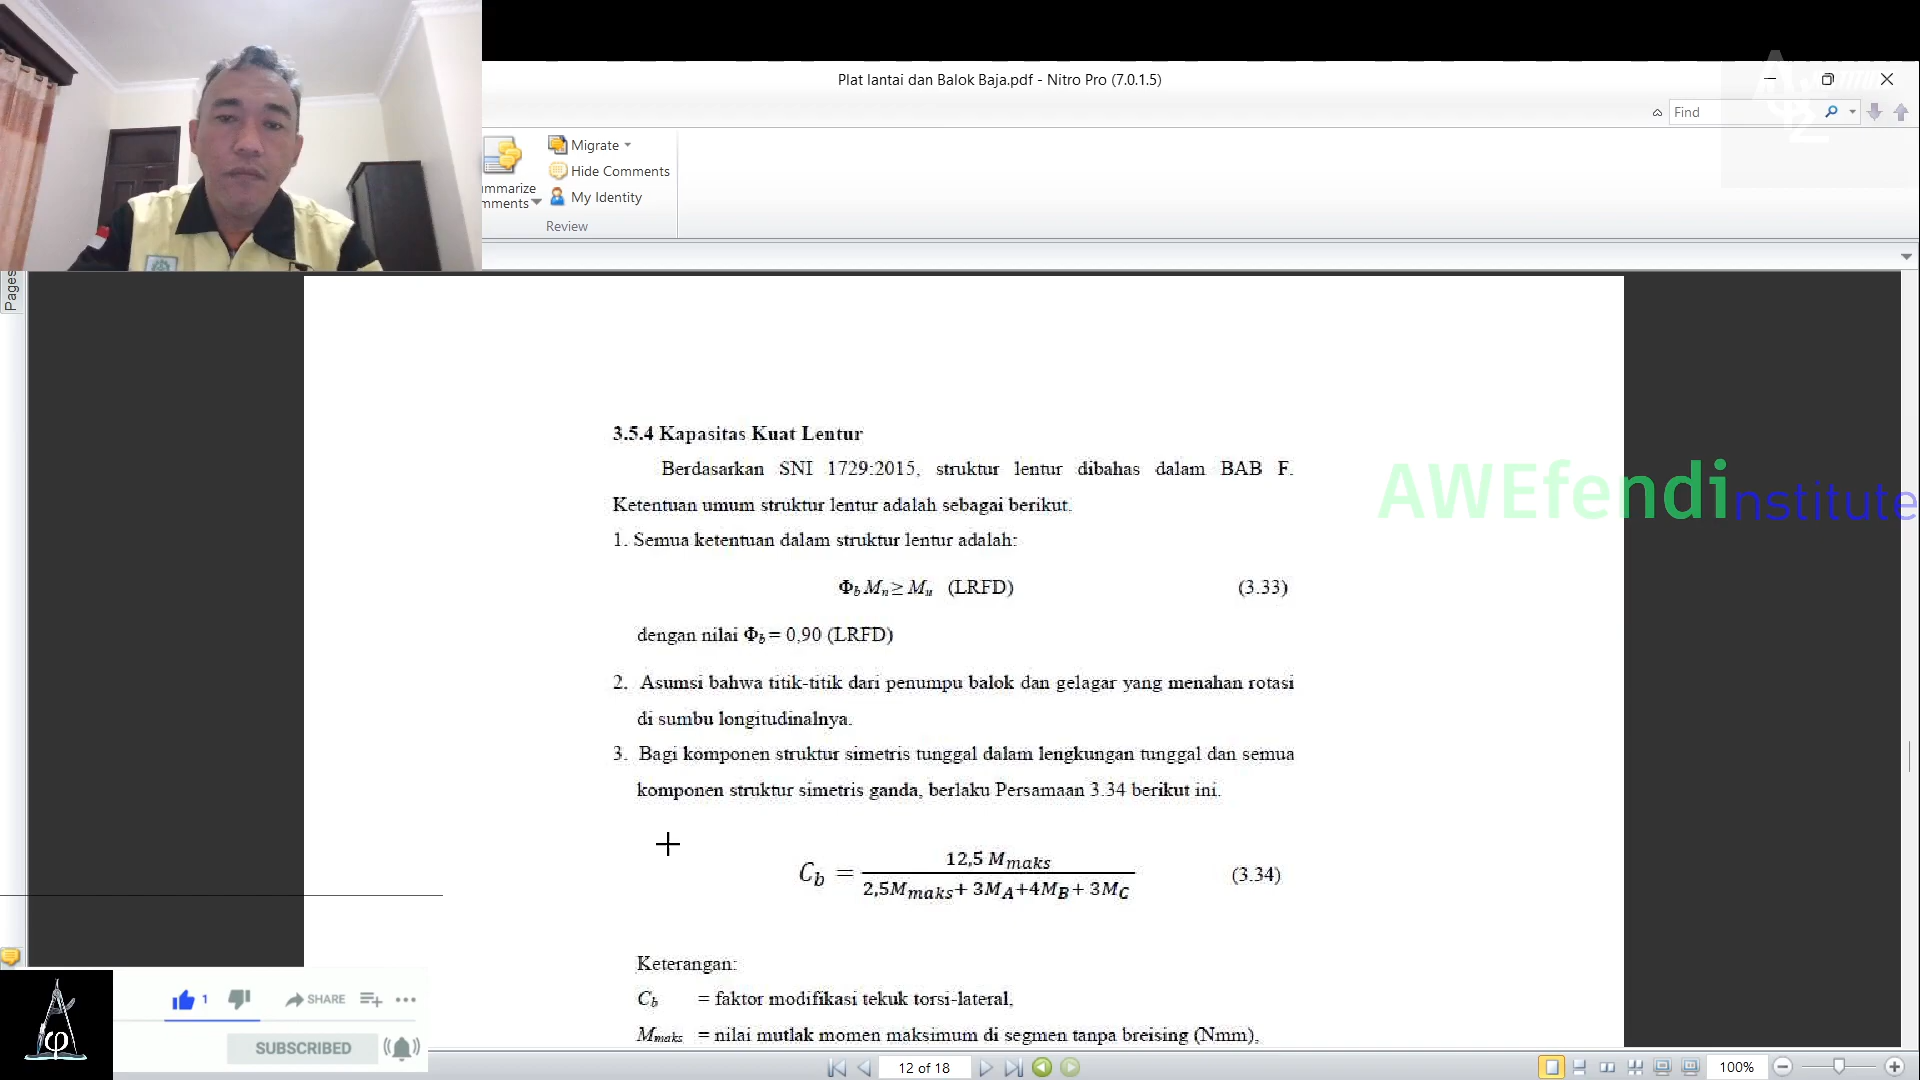 Plat lantai dan Balok Baja.pdf - Nitro Pro (7.0.1.5)
Find
Migrate
Hide Comments
My Identity
Review
Pages
3.5.4 Kapasitas Kuat Lentur
Berdasarkan SNI 1729:2015, struktur lentur dibahas dalam BAB F.
Ketentuan umum struktur lentur adalah sebagai berikut.
1. Semua ketentuan dalam struktur lentur adalah:
Φb Mn ≥ Mu (LRFD) (3.33)
dengan nilai Φb = 0,90 (LRFD)
2. Asumsi bahwa titik-titik dari penumpu balok dan gelagar yang menahan rotasi
di sumbu longitudinalnya.
3. Bagi komponen struktur simetris tunggal dalam lengkungan tunggal dan semua
komponen struktur simetris ganda, berlaku Persamaan 3.34 berikut ini.
Cb = 12,5 Mmaks / 2,5Mmaks+ 3MA+4MB+ 3MC (3.34)
Keterangan:
Cb = faktor modifikasi tekuk torsi-lateral,
Mmaks = nilai mutlak momen maksimum di segmen tanpa breising (Nmm),
AWEfendi nstitute
1 SHARE
SUBSCRIBED
φ
12 of 18
100%